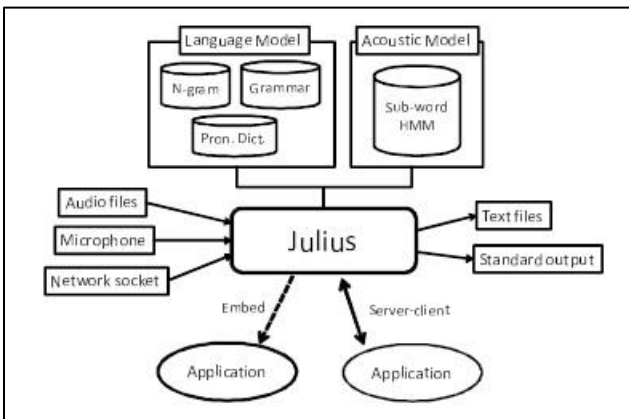 Language Model
Acoustic Model
N-gram
Grammar
Pron. Dict.
Sub-word
HMM
Audio files
Microphone
Network socket
Julius
Text files
Standard output
Embed
Server-client
Application
Application